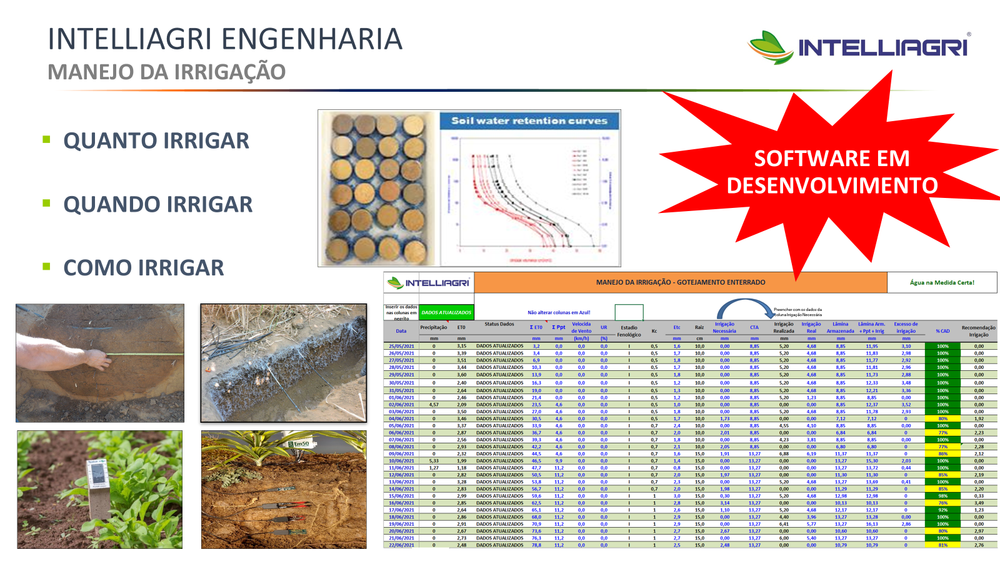 INTELLIAGRI ENGENHARIA
MANEJO DA IRRIGAÇÃO
INTELLIAGRI®
QUANTO IRRIGAR
QUANDO IRRIGAR
COMO IRRIGAR
Soil water retention curves
SOFTWARE EM
DESENVOLVIMENTO
INTELLIAGRI
MANEJO DA IRRIGAÇÃO - GOTEJAMENTO ENTERRADO
Água na Medida Certa!
Inserir os dados
nas colunas em
negrito
DADOS ATUALIZADOS
Não alterar colunas em Azul!
Preencher com os dados da
coluna Irrigação Necessária
Data Precipitação ET0 Status Dados Σ ET0 Σ Ppt Velocida de Vento UR Estadio Fenológico Kc Etc Raiz Irrigação Necessária CTA Irrigação Realizada Irrigação Real Lâmina Armazenada Lâmina Arm. + Ppt + Irrig Excesso de irrigação % CAD Recomendação Irrigação
mm mm mm mm (km/h) (%) mm cm mm mm mm mm mm mm mm
25/05/2021 0 3,15 DADOS ATUALIZADOS 3,2 0,0 0,0 0,0 I 0,5 1,6 10,0 0,00 8,85 5,20 4,68 8,85 11,95 3,10 100% 0,00
26/05/2021 0 3,39 DADOS ATUALIZADOS 3,4 0,0 0,0 0,0 I 0,5 1,7 10,0 0,00 8,85 5,20 4,68 8,85 11,83 2,98 100% 0,00
27/05/2021 0 3,51 DADOS ATUALIZADOS 6,9 0,0 0,0 0,0 I 0,5 1,8 10,0 0,00 8,85 5,20 4,68 8,85 11,77 2,92 100% 0,00
28/05/2021 0 3,44 DADOS ATUALIZADOS 10,3 0,0 0,0 0,0 I 0,5 1,7 10,0 0,00 8,85 5,20 4,68 8,85 11,81 2,96 100% 0,00
29/05/2021 0 3,60 DADOS ATUALIZADOS 13,9 0,0 0,0 0,0 I 0,5 1,8 10,0 0,00 8,85 5,20 4,68 8,85 11,73 2,88 100% 0,00
30/05/2021 0 2,40 DADOS ATUALIZADOS 16,3 0,0 0,0 0,0 I 0,5 1,2 10,0 0,00 8,85 5,20 4,68 8,85 12,33 3,48 100% 0,00
31/05/2021 0 2,64 DADOS ATUALIZADOS 19,0 0,0 0,0 0,0 I 0,5 1,3 10,0 0,00 8,85 5,20 4,68 8,85 12,21 3,36 100% 0,00
01/06/2021 0 2,46 DADOS ATUALIZADOS 21,4 0,0 0,0 0,0 I 0,5 1,2 10,0 0,00 8,85 5,20 1,23 8,85 8,85 0,00 100% 0,00
02/06/2021 4,57 2,09 DADOS ATUALIZADOS 23,5 4,6 0,0 0,0 I 0,5 1,0 10,0 0,00 8,85 0,00 0,00 8,85 12,37 3,52 100% 0,00
03/06/2021 0 3,50 DADOS ATUALIZADOS 27,0 4,6 0,0 0,0 I 0,5 1,8 10,0 0,00 8,85 5,20 4,68 8,85 11,78 2,93 100% 0,00
04/06/2021 0 3,46 DADOS ATUALIZADOS 30,5 4,6 0,0 0,0 I 0,5 1,7 10,0 1,73 8,85 0,00 0,00 7,12 7,12 0 80% 1,92
05/06/2021 0 3,37 DADOS ATUALIZADOS 33,9 4,6 0,0 0,0 I 0,7 2,4 10,0 0,00 8,85 4,55 4,10 8,85 8,85 0,00 100% 0,00
06/06/2021 0 2,87 DADOS ATUALIZADOS 36,7 4,6 0,0 0,0 I 0,7 2,0 10,0 2,01 8,85 0,00 0,00 6,84 6,84 0 77% 2,23
07/06/2021 0 2,56 DADOS ATUALIZADOS 39,3 4,6 0,0 0,0 I 0,7 1,8 10,0 0,00 8,85 4,23 3,81 8,85 8,85 0,00 100% 0,00
08/06/2021 0 2,93 DADOS ATUALIZADOS 42,2 4,6 0,0 0,0 I 0,7 2,1 10,0 2,05 8,85 0,00 0,00 6,80 6,80 0 77% 2,28
09/06/2021 0 2,32 DADOS ATUALIZADOS 44,5 4,6 0,0 0,0 I 0,7 1,6 15,0 1,91 13,27 6,88 6,19 11,37 11,37 0 86% 2,12
10/06/2021 5,33 1,99 DADOS ATUALIZADOS 46,5 9,9 0,0 0,0 I 0,7 1,4 15,0 0,00 13,27 0,00 0,00 13,27 15,30 2,03 100% 0,00
11/06/2021 1,27 1,18 DADOS ATUALIZADOS 47,7 11,2 0,0 0,0 I 0,7 0,8 15,0 0,00 13,27 0,00 0,00 13,27 13,72 0,44 100% 0,00
12/06/2021 0 2,82 DADOS ATUALIZADOS 50,5 11,2 0,0 0,0 I 0,7 2,0 15,0 1,97 13,27 0,00 0,00 11,30 11,30 0 85% 2,19
13/06/2021 0 3,28 DADOS ATUALIZADOS 53,8 11,2 0,0 0,0 I 0,7 2,3 15,0 0,00 13,27 5,20 4,68 13,27 13,69 0,41 100% 0,00
14/06/2021 0 2,83 DADOS ATUALIZADOS 56,7 11,2 0,0 0,0 I 0,7 2,0 15,0 1,98 13,27 0,00 0,00 11,29 11,29 0 85% 2,20
15/06/2021 0 2,99 DADOS ATUALIZADOS 59,6 11,2 0,0 0,0 I 1 3,0 15,0 0,30 13,27 5,20 4,68 12,98 12,98 0 98% 0,33
16/06/2021 0 2,85 DADOS ATUALIZADOS 62,5 11,2 0,0 0,0 I 1 2,8 15,0 3,14 13,27 0,00 0,00 10,13 10,13 0 76% 3,49
17/06/2021 0 2,64 DADOS ATUALIZADOS 65,1 11,2 0,0 0,0 I 1 2,6 15,0 1,10 13,27 5,20 4,68 12,17 12,17 0 92% 1,23
18/06/2021 0 2,86 DADOS ATUALIZADOS 68,0 11,2 0,0 0,0 I 1 2,9 15,0 0,00 13,27 4,40 3,96 13,27 13,28 0,00 100% 0,00
19/06/2021 0 2,91 DADOS ATUALIZADOS 70,9 11,2 0,0 0,0 I 1 2,9 15,0 0,00 13,27 6,41 5,77 13,27 16,13 2,86 100% 0,00
20/06/2021 0 2,67 DADOS ATUALIZADOS 73,6 11,2 0,0 0,0 I 1 2,7 15,0 2,67 13,27 0,00 0,00 10,60 10,60 0 80% 2,97
21/06/2021 0 2,73 DADOS ATUALIZADOS 76,3 11,2 0,0 0,0 I 1 2,7 15,0 0,00 13,27 6,00 5,40 13,27 13,27 0 100% 0,00
22/06/2021 0 2,48 DADOS ATUALIZADOS 78,8 11,2 0,0 0,0 I 1 2,5 15,0 2,48 13,27 0,00 0,00 10,79 10,79 0 81% 2,76
Em50